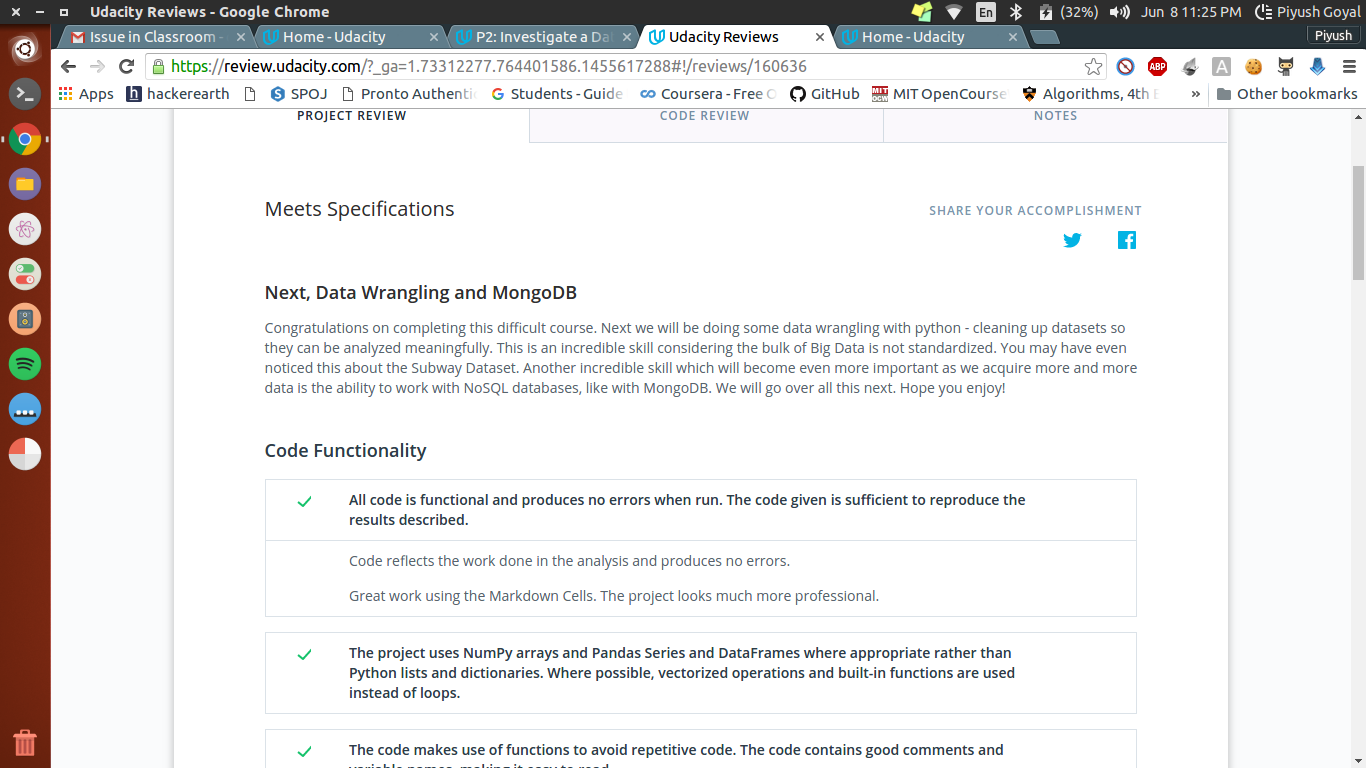 Udacity Reviews - Google Chrome
En
(32%)
Jun 8 11:25 PM
Piyush Goyal
Issue in Classroom -
Home - Udacity
P2: Investigate a Da
Udacity Reviews
Home - Udacity
Piyush
https://review.udacity.com/?_ga=1.73312277.764401586.1455617288#!/reviews/160636
ABP
A
Apps
h hackerearth
SPOJ
Pronto Authenti
G Students - Guide
Coursera - Free O
GitHub
MIT OpenCourse
Algorithms, 4th E
»
Other bookmarks
PROJECT REVIEW
CODE REVIEW
NOTES
Meets Specifications
SHARE YOUR ACCOMPLISHMENT
Next, Data Wrangling and MongoDB
Congratulations on completing this difficult course. Next we will be doing some data wrangling with python - cleaning up datasets so
they can be analyzed meaningfully. This is an incredible skill considering the bulk of Big Data is not standardized. You may have even
noticed this about the Subway Dataset. Another incredible skill which will become even more important as we acquire more and more
data is the ability to work with NoSQL databases, like with MongoDB. We will go over all this next. Hope you enjoy!
Code Functionality
All code is functional and produces no errors when run. The code given is sufficient to reproduce the
results described.
Code reflects the work done in the analysis and produces no errors.
Great work using the Markdown Cells. The project looks much more professional.
The project uses NumPy arrays and Pandas Series and DataFrames where appropriate rather than
Python lists and dictionaries. Where possible, vectorized operations and built-in functions are used
instead of loops.
The code makes use of functions to avoid repetitive code. The code contains good comments and
variable names, making it easy to read.